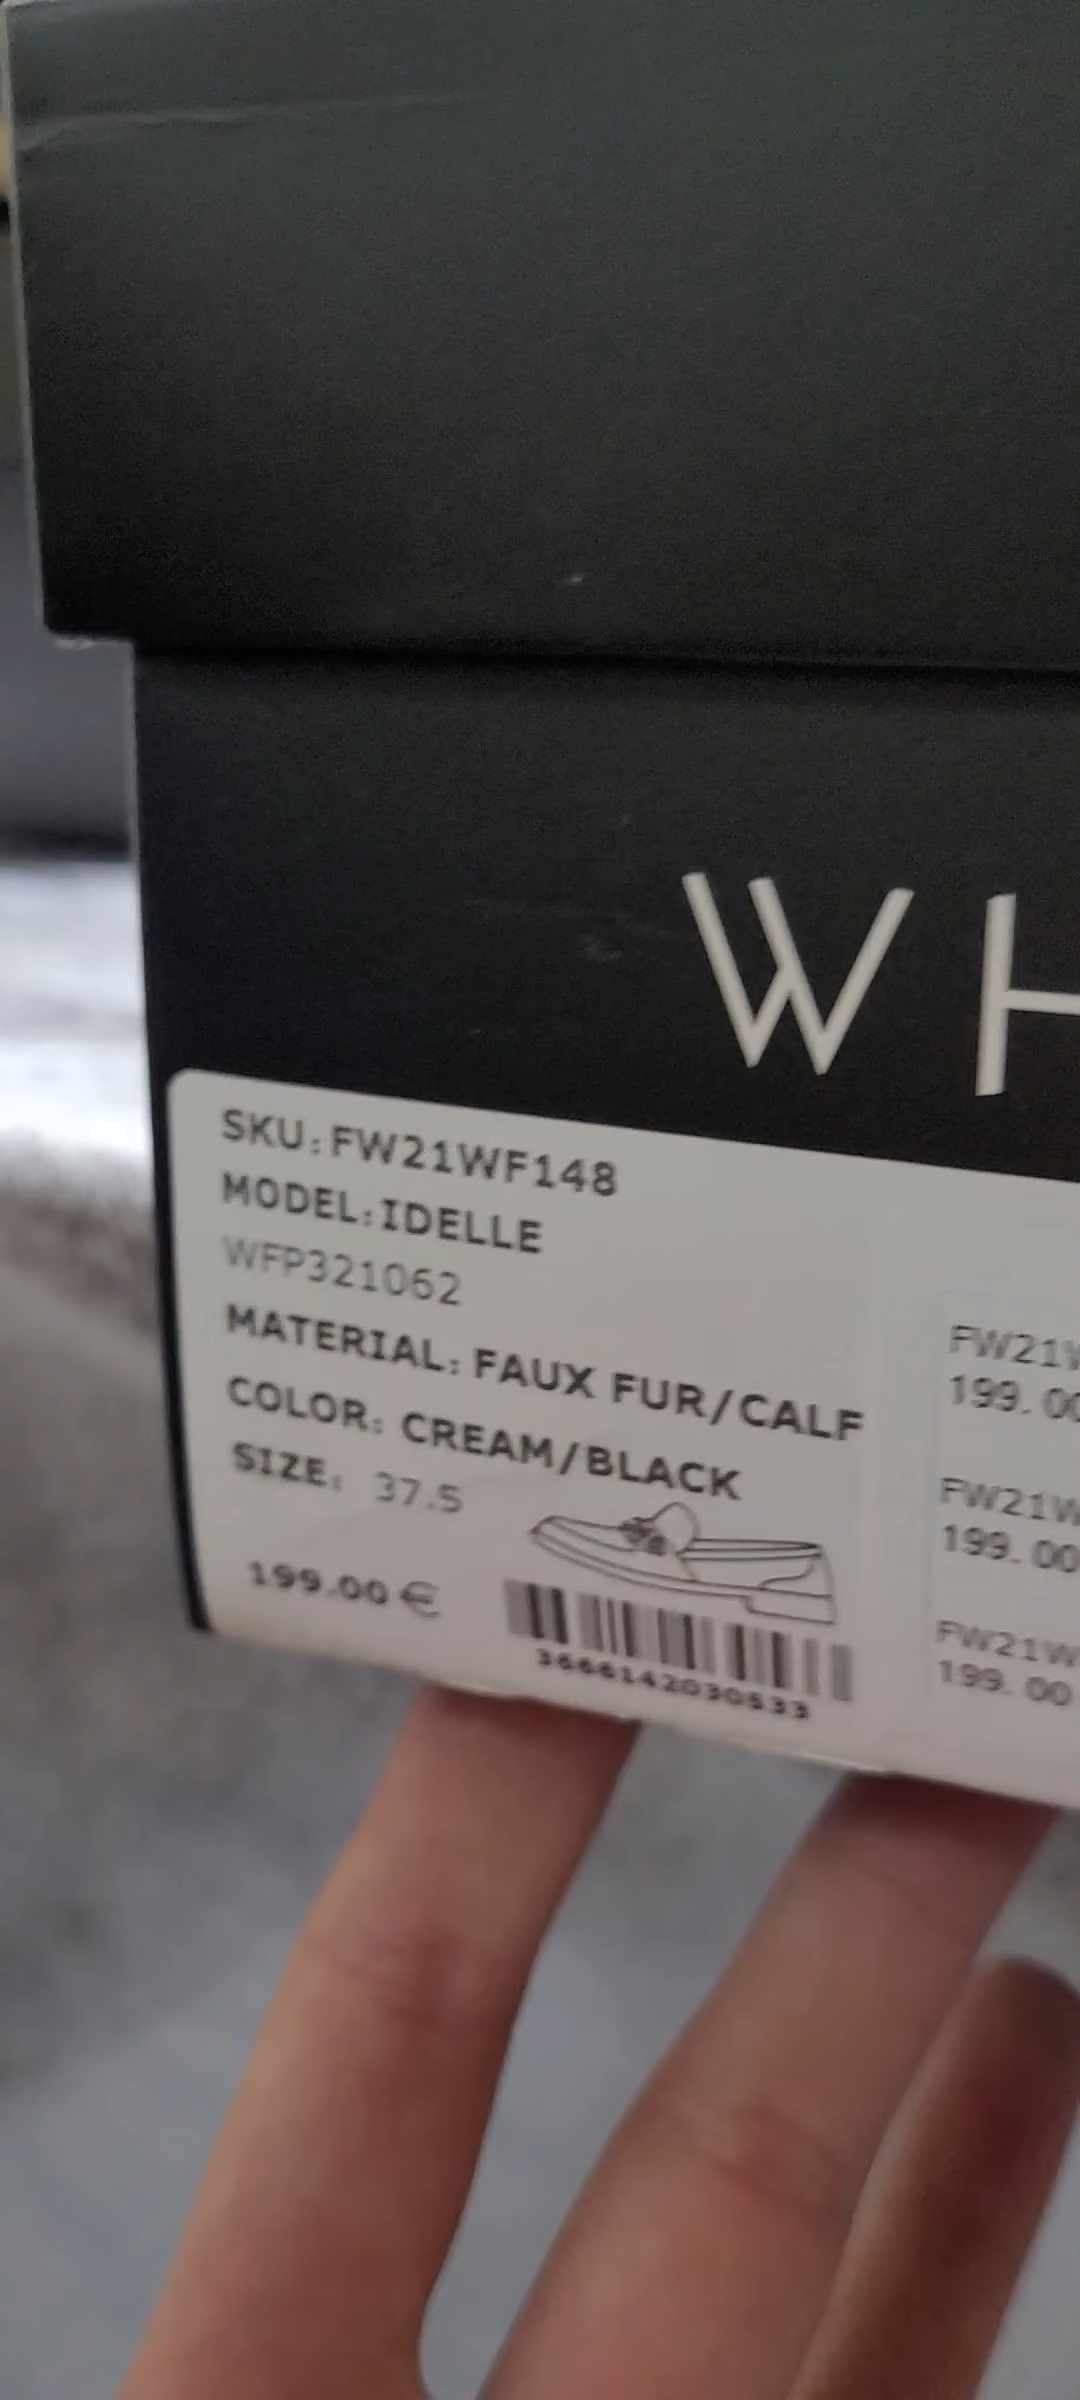 WH
SKU:FW21WF148
MODEL:IDELLE
WFP321062
MATERIAL: FAUX FUR/CALF
COLOR: CREAM/BLACK
SIZE: 37.5
199.00€
3666142030533
FW21W
199.00
FW21W
199.00
FW21W
199.00